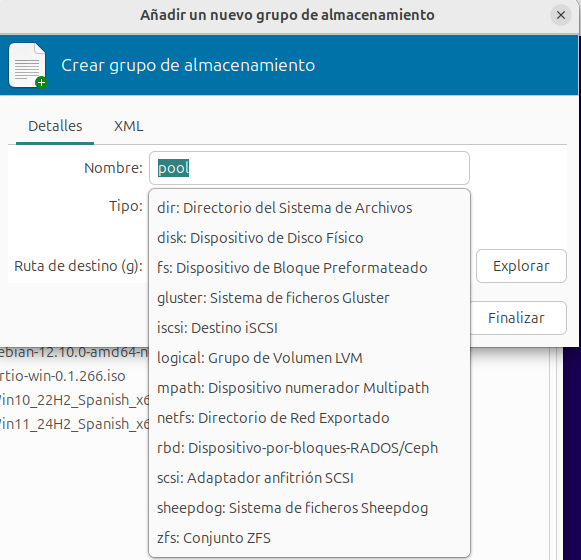 Añadir un nuevo grupo de almacenamiento
Crear grupo de almacenamiento
Detalles XML
Nombre: pool
Tipo:
dir: Directorio del Sistema de Archivos
disk: Dispositivo de Disco Físico
fs: Dispositivo de Bloque Preformateado
Ruta de destino (g): Explorar
gluster: Sistema de ficheros Gluster
iscsi: Destino iSCSI
Finalizar
logical: Grupo de Volumen LVM
mpath: Dispositivo numerador Multipath
netfs: Directorio de Red Exportado
rbd: Dispositivo-por-bloques-RADOS/Ceph
scsi: Adaptador anfitrión SCSI
sheepdog: Sistema de ficheros Sheepdog
zfs: Conjunto ZFS
ebian-12.10.0-amd64-n
rtio-win-0.1.266.iso
Win10_22H2_Spanish_x6
Win11_24H2_Spanish_x6